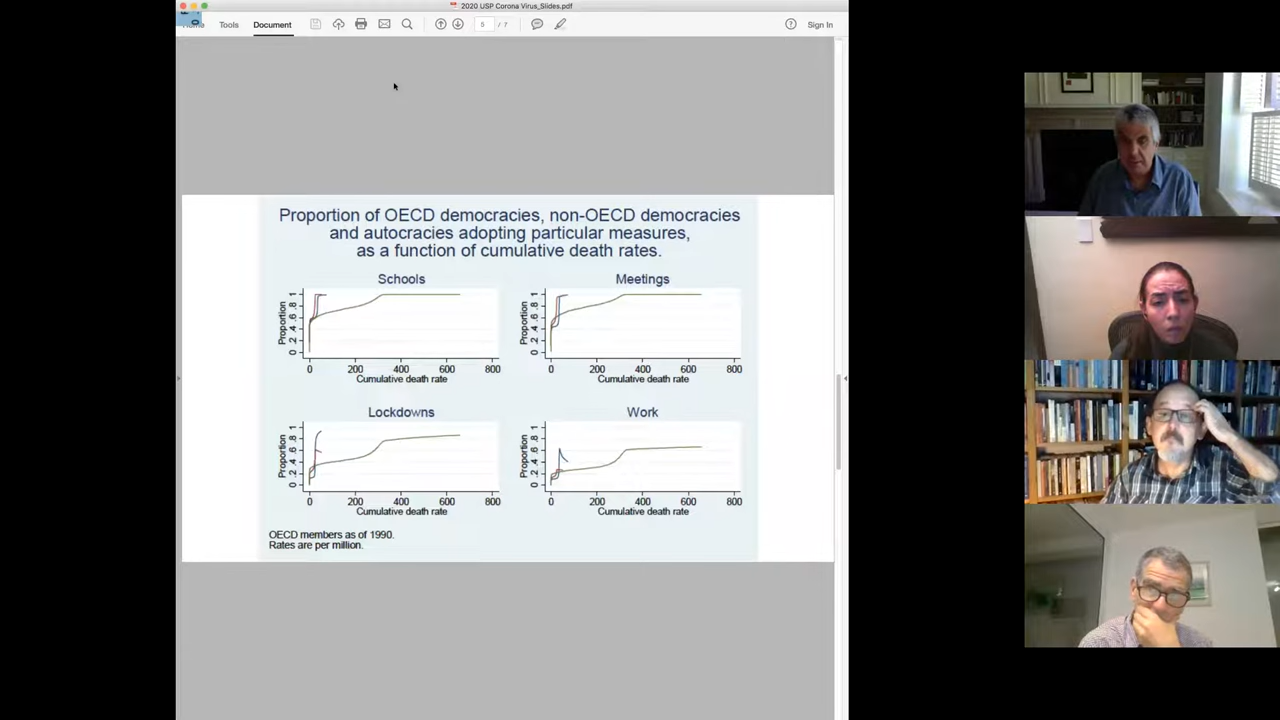 2020 USP Corona Virus_Slides.pdf
Tools Document 5 / 7 Sign In
Proportion of OECD democracies, non-OECD democracies
and autocracies adopting particular measures,
as a function of cumulative death rates.
Schools
Proportion
0 .2 .4 .6 .8 1
0 200 400 600 800
Cumulative death rate
Meetings
Proportion
0 .2 .4 .6 .8 1
0 200 400 600 800
Cumulative death rate
Lockdowns
Proportion
0 .2 .4 .6 .8 1
0 200 400 600 800
Cumulative death rate
Work
Proportion
0 .2 .4 .6 .8 1
0 200 400 600 800
Cumulative death rate
OECD members as of 1990.
Rates are per million.